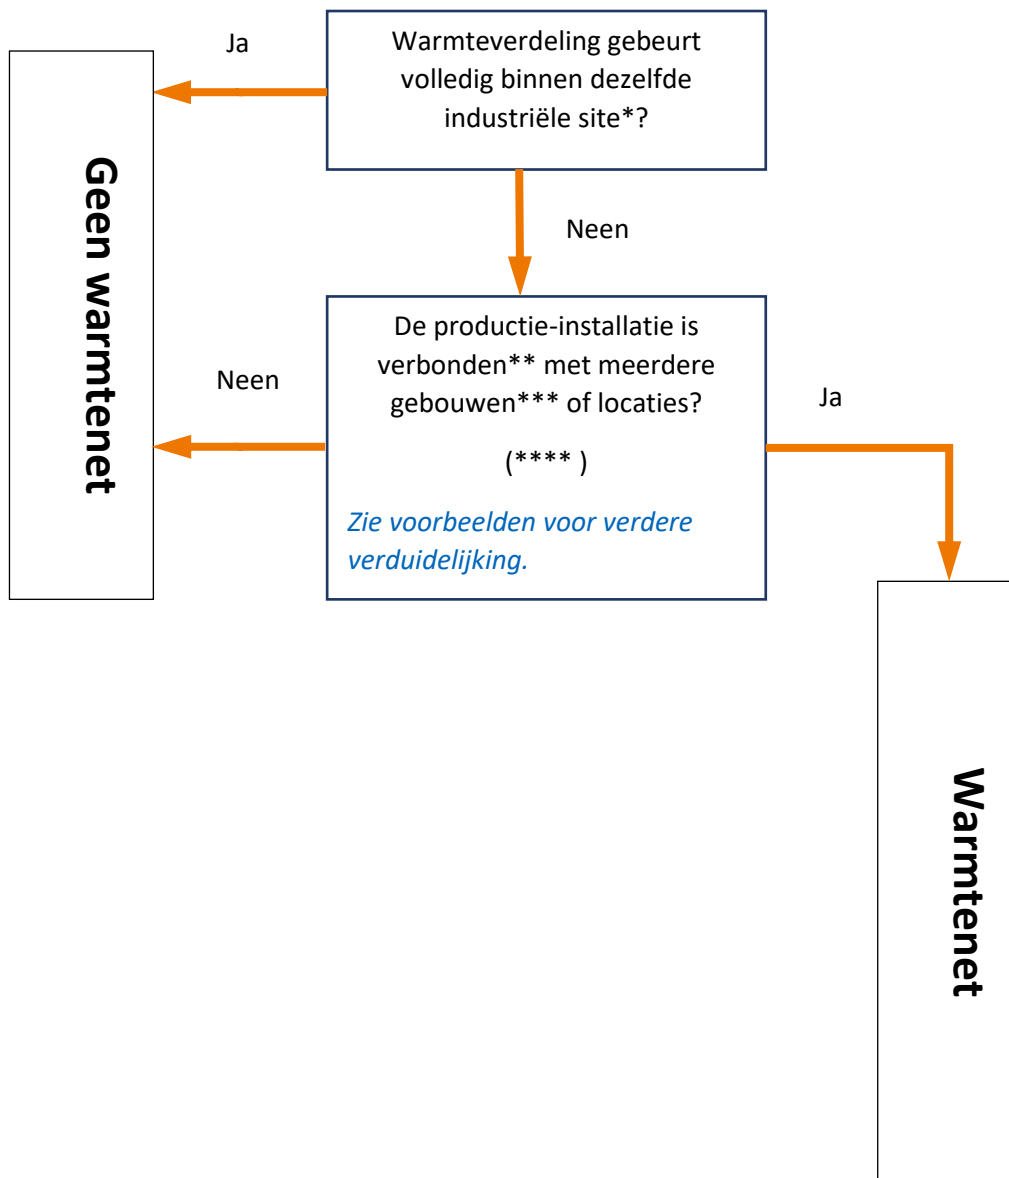 Ja
Warmteverdeling gebeurt
volledig binnen dezelfde
industriële site*?
Geen warmtenet
Neen
De productie-installatie is
verbonden** met meerdere
gebouwen*** of locaties?
(**** )
Zie voorbeelden voor verdere
verduidelijking.
Neen
Ja
Warmtenet